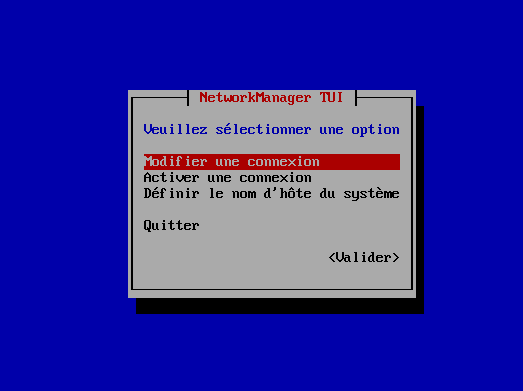 NetworkManager TUI
Veuillez sélectionner une option
Modifier une connexion
Activer une connexion
Définir le nom d'hôte du système
Quitter
<Valider>